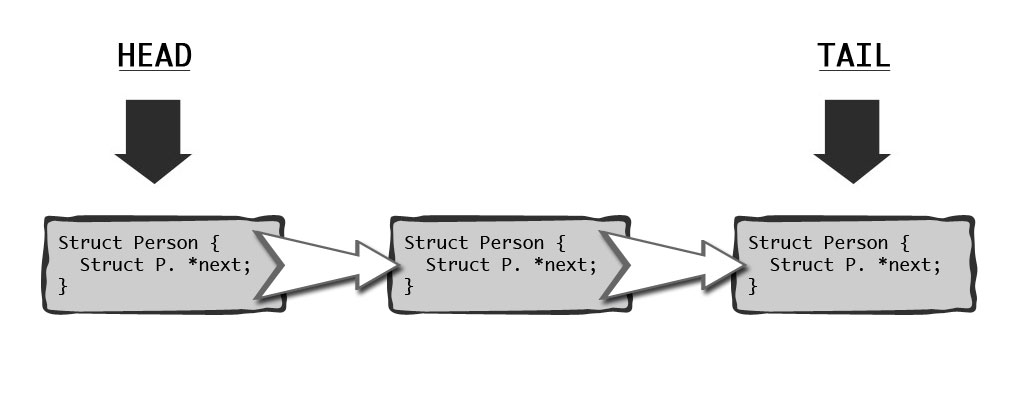 HEAD
TAIL
Struct Person {
Struct P. *next;
}
Struct Person {
Struct P. *next;
}
Struct Person {
Struct P. *next;
}